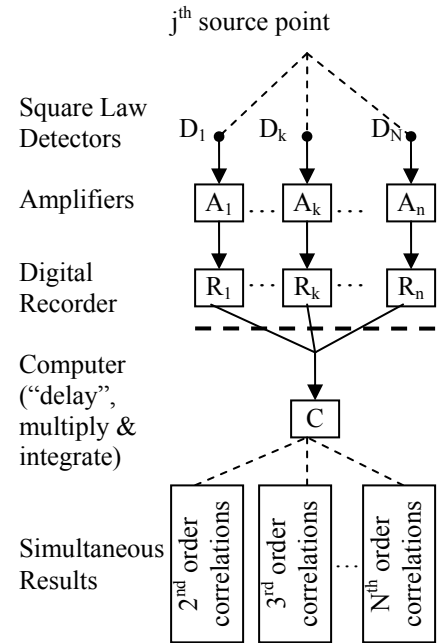 jth source point
Square Law
Detectors
D1 Dk DN
Amplifiers
A1 ... Ak ... An
Digital
Recorder
R1 ... Rk ... Rn
Computer
("delay",
multiply &
integrate)
C
Simultaneous
Results
2nd order
correlations
3rd order
correlations
...
Nth order
correlations